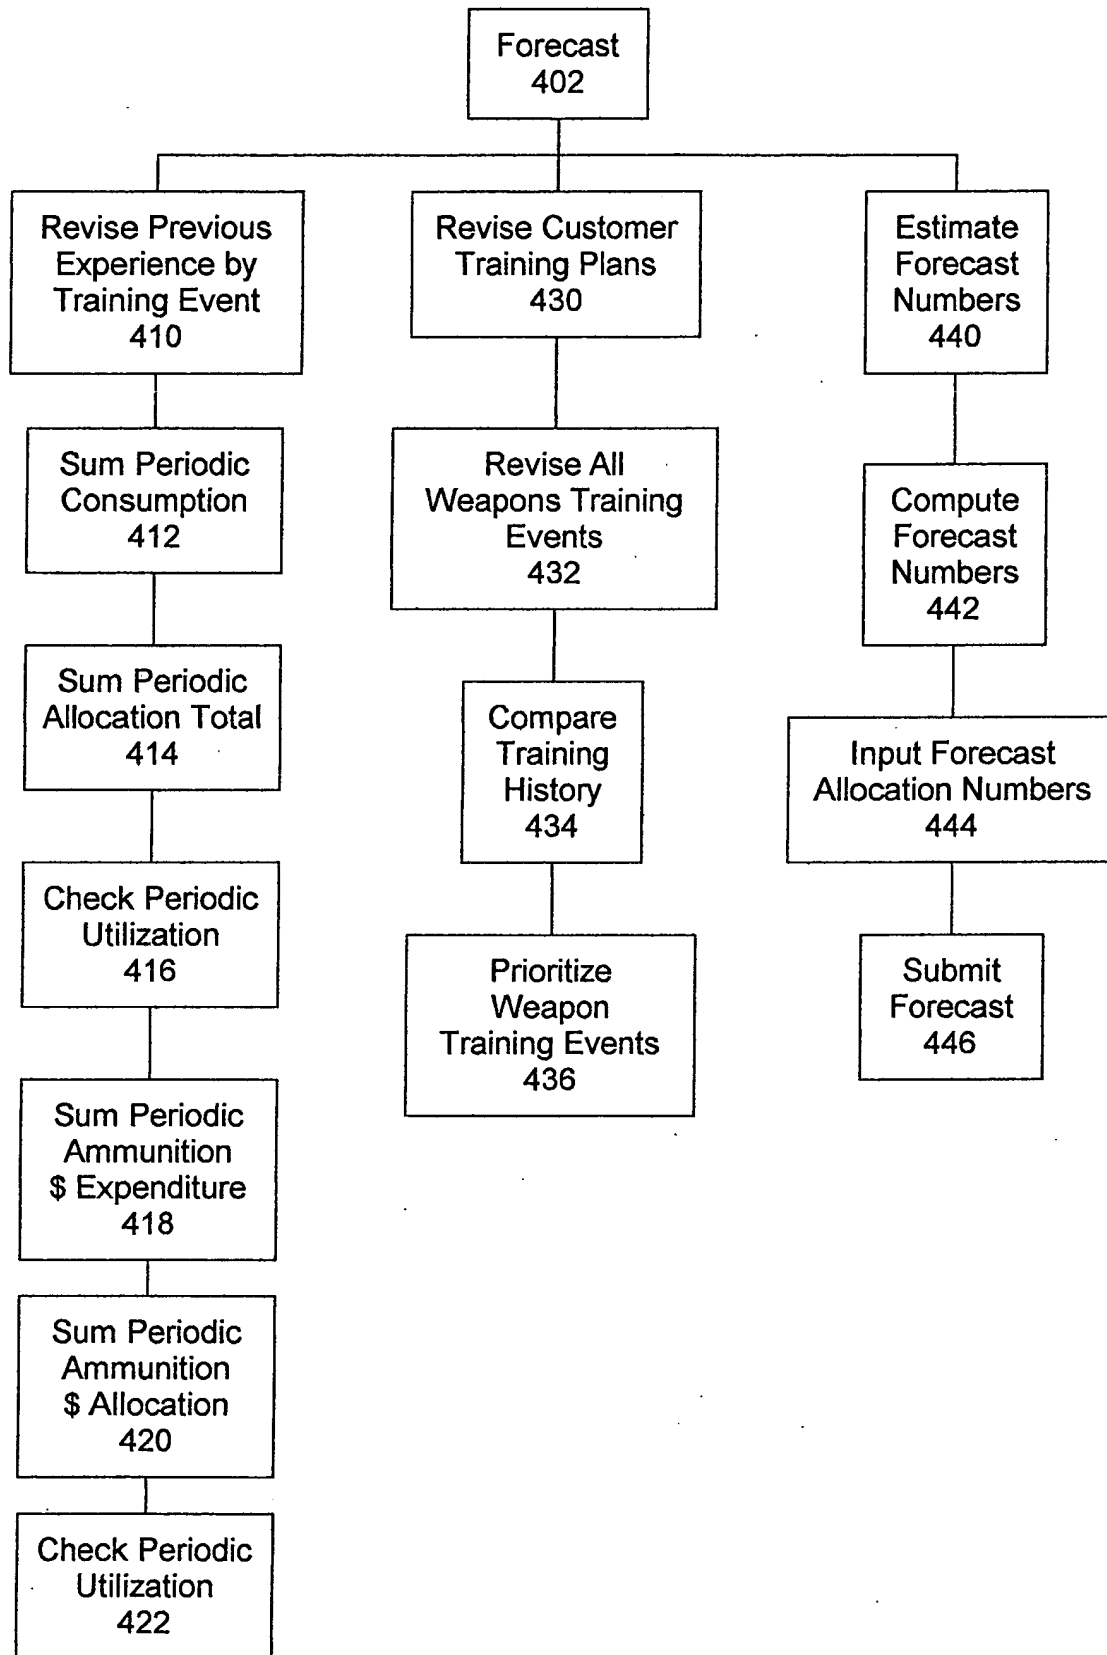 Forecast
402
Revise Previous
Experience by
Training Event
410
Sum Periodic
Consumption
412
Sum Periodic
Allocation Total
414
Check Periodic
Utilization
416
Sum Periodic
Ammunition
$ Expenditure
418
Sum Periodic
Ammunition
$ Allocation
420
Check Periodic
Utilization
422
Revise Customer
Training Plans
430
Revise All
Weapons Training
Events
432
Compare
Training
History
434
Prioritize
Weapon
Training Events
436
Estimate
Forecast
Numbers
440
Compute
Forecast
Numbers
442
Input Forecast
Allocation Numbers
444
Submit
Forecast
446